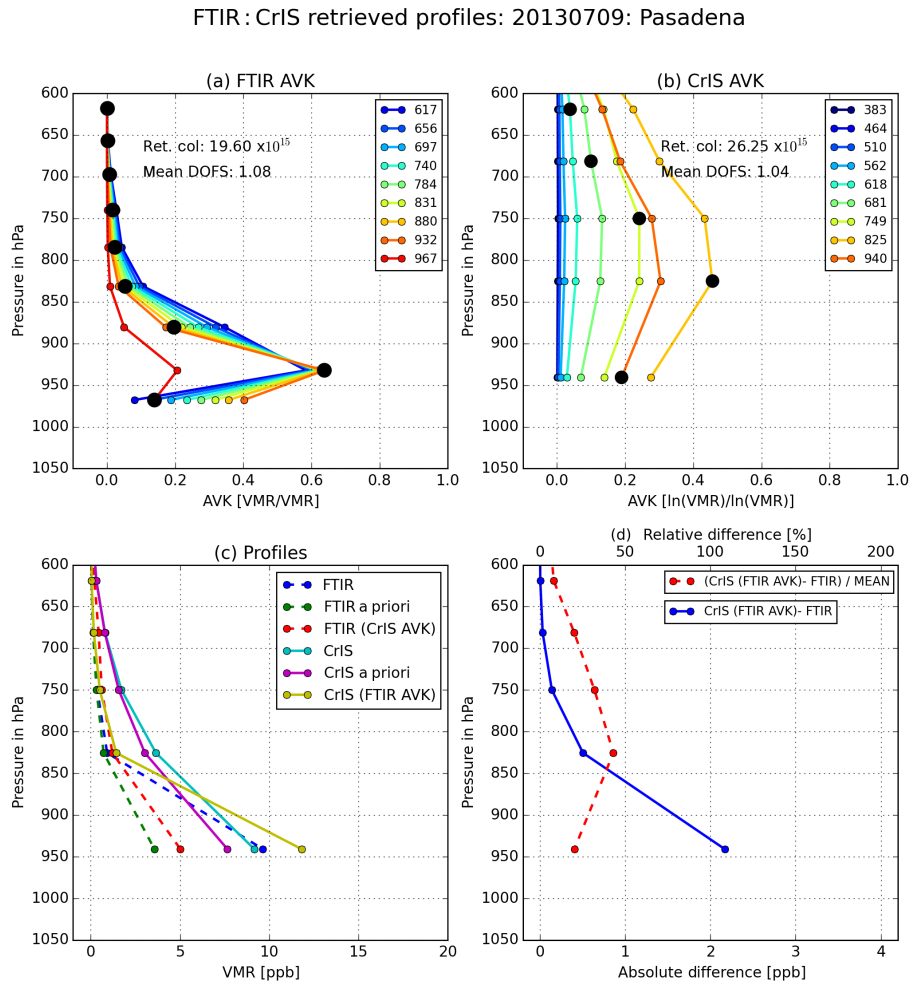 FTIR : CrIS retrieved profiles: 20130709: Pasadena
(a) FTIR AVK
600
650
700
750
800
850
900
950
1000
1050
Pressure in hPa
Ret. col: 19.60 x10^15
Mean DOFS: 1.08
617
656
697
740
784
831
880
932
967
0.0 0.2 0.4 0.6 0.8 1.0
AVK [VMR/VMR]
(b) CrIS AVK
600
650
700
750
800
850
900
950
1000
1050
Pressure in hPa
Ret. col: 26.25 x10^15
Mean DOFS: 1.04
383
464
510
562
618
681
749
825
940
0.0 0.2 0.4 0.6 0.8 1.0
AVK [ln(VMR)/ln(VMR)]
(c) Profiles
600
650
700
750
800
850
900
950
1000
1050
Pressure in hPa
FTIR
FTIR a priori
FTIR (CrIS AVK)
CrIS
CrIS a priori
CrIS (FTIR AVK)
0 5 10 15 20
VMR [ppb]
(d) Relative difference [%]
0 50 100 150 200
600
650
700
750
800
850
900
950
1000
1050
Pressure in hPa
(CrIS (FTIR AVK)- FTIR) / MEAN
CrIS (FTIR AVK)- FTIR
0 1 2 3 4
Absolute difference [ppb]